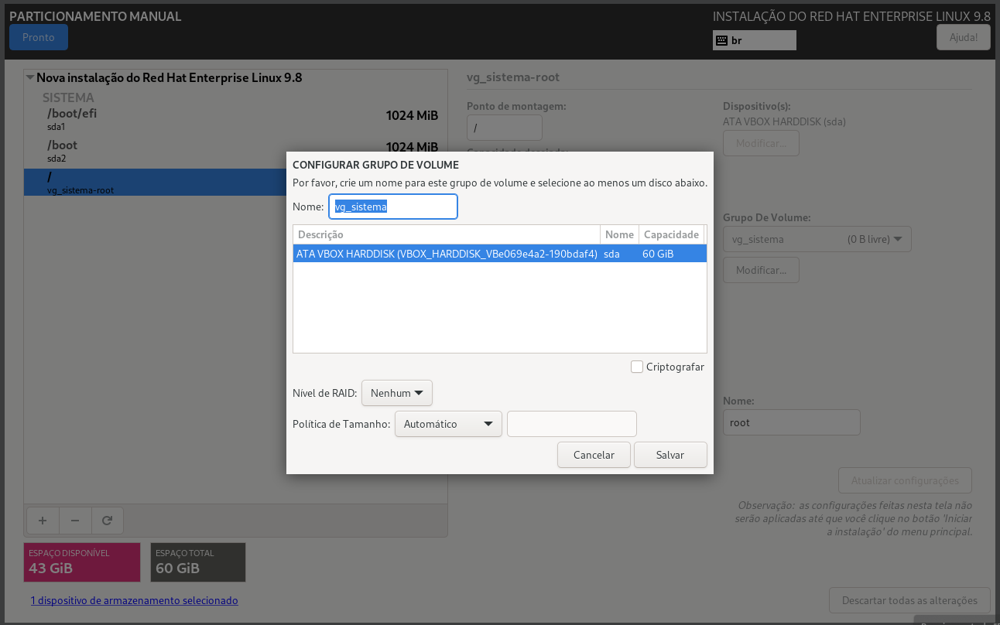 PARTICIONAMENTO MANUAL
INSTALAÇÃO DO RED HAT ENTERPRISE LINUX 9.8
Pronto
br
Ajuda!
Nova instalação do Red Hat Enterprise Linux 9.8
SISTEMA
/boot/efi
1024 MiB
sda1
/boot
1024 MiB
sda2
/
vg_sistema-root
vg_sistema-root
Ponto de montagem:
/
Dispositivo(s):
ATA VBOX HARDDISK (sda)
Modificar...
Grupo De Volume:
vg_sistema (0 B livre)
Modificar...
Nome:
root
Atualizar configurações
Observação: as configurações feitas nesta tela não
serão aplicadas até que você clique no botão 'Iniciar
a instalação' do menu principal.
CONFIGURAR GRUPO DE VOLUME
Por favor, crie um nome para este grupo de volume e selecione ao menos um disco abaixo.
Nome: vg_sistema
Descrição Nome Capacidade
ATA VBOX HARDDISK (VBOX_HARDDISK_VBe069e4a2-190bdaf4) sda 60 GiB
Criptografar
Nível de RAID: Nenhum
Política de Tamanho: Automático
Cancelar Salvar
ESPAÇO DISPONÍVEL
43 GiB
ESPAÇO TOTAL
60 GiB
1 dispositivo de armazenamento selecionado
Descartar todas as alterações